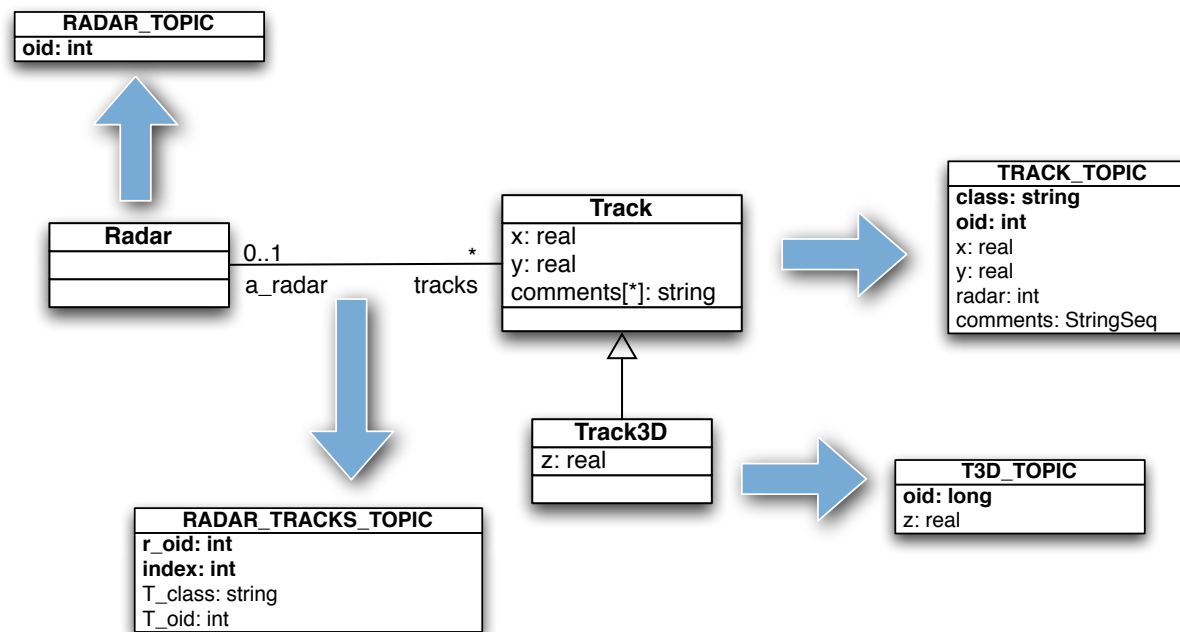 RADAR_TOPIC
oid: int
Radar
0..1
a_radar
*
tracks
Track
x: real
y: real
comments[*]: string
TRACK_TOPIC
class: string
oid: int
x: real
y: real
radar: int
comments: StringSeq
Track3D
z: real
T3D_TOPIC
oid: long
z: real
RADAR_TRACKS_TOPIC
r_oid: int
index: int
T_class: string
T_oid: int